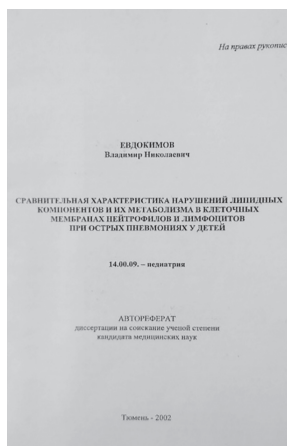 На правах рукопис
ЕВДОКИМОВ
Владимир Николаевич
СРАВНИТЕЛЬНАЯ ХАРАКТЕРИСТИКА НАРУШЕНИЙ ЛИПИДНЫХ
КОМПОНЕНТОВ И ИХ МЕТАБОЛИЗМА В КЛЕТОЧНЫХ
МЕМБРАНАХ НЕЙТРОФИЛОВ И ЛИМФОЦИТОВ
ПРИ ОСТРЫХ ПНЕВМОНИЯХ У ДЕТЕЙ
14.00.09. – педиатрия
АВТОРЕФЕРАТ
диссертации на соискание ученой степени
кандидата медицинских наук
Тюмень - 2002